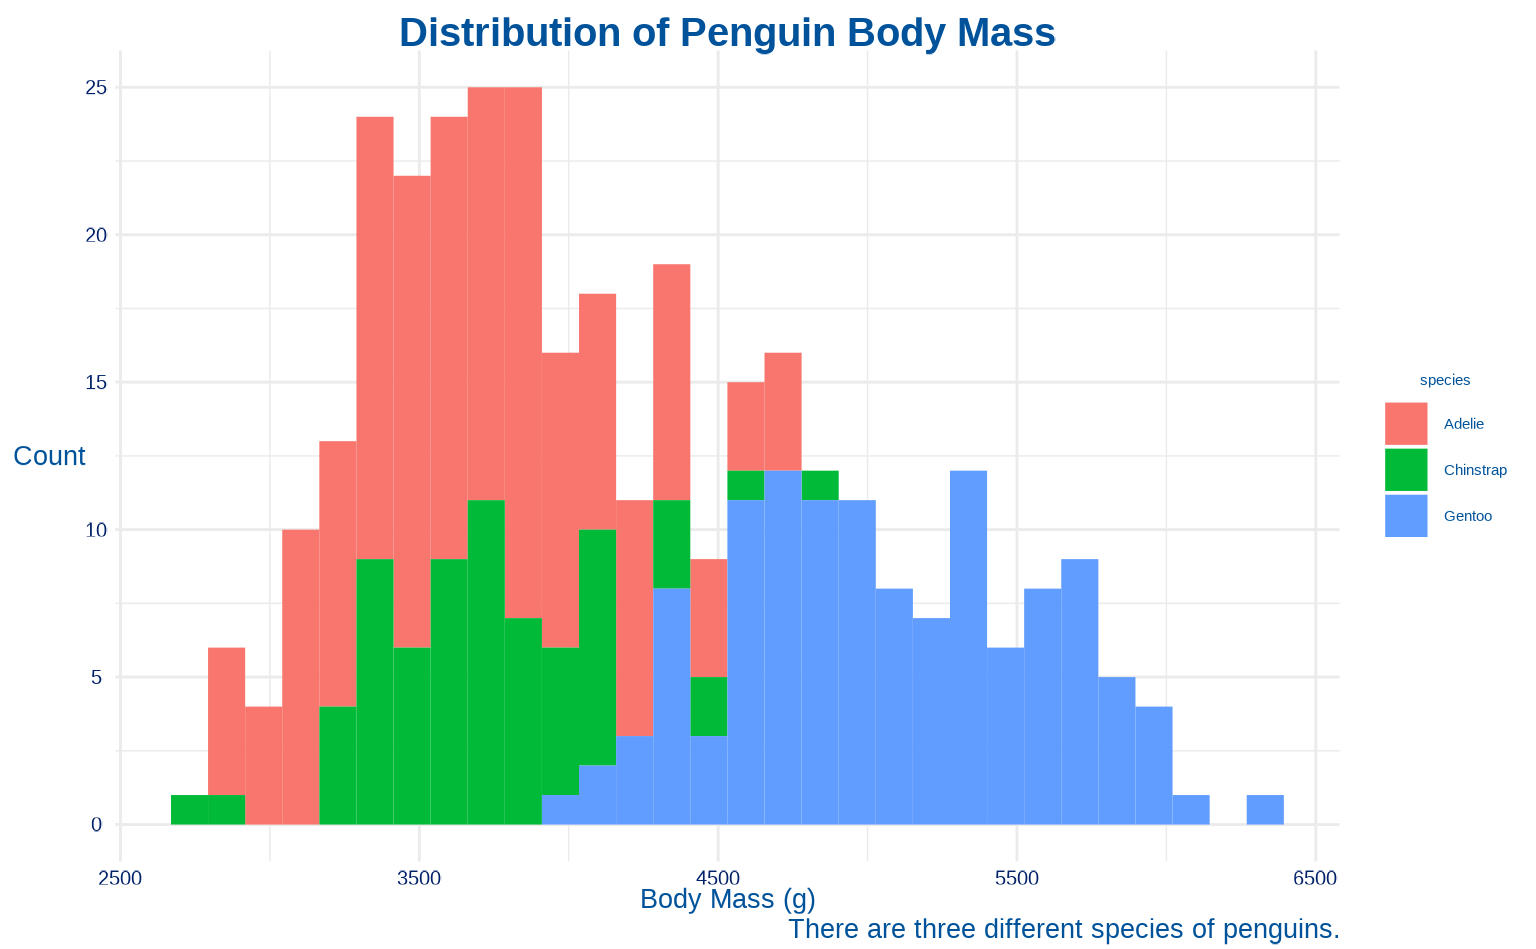 Distribution of Penguin Body Mass
25
20
15
10
5
0
Count
2500 3500 4500 5500 6500
Body Mass (g)
There are three different species of penguins.
species
Adelie
Chinstrap
Gentoo